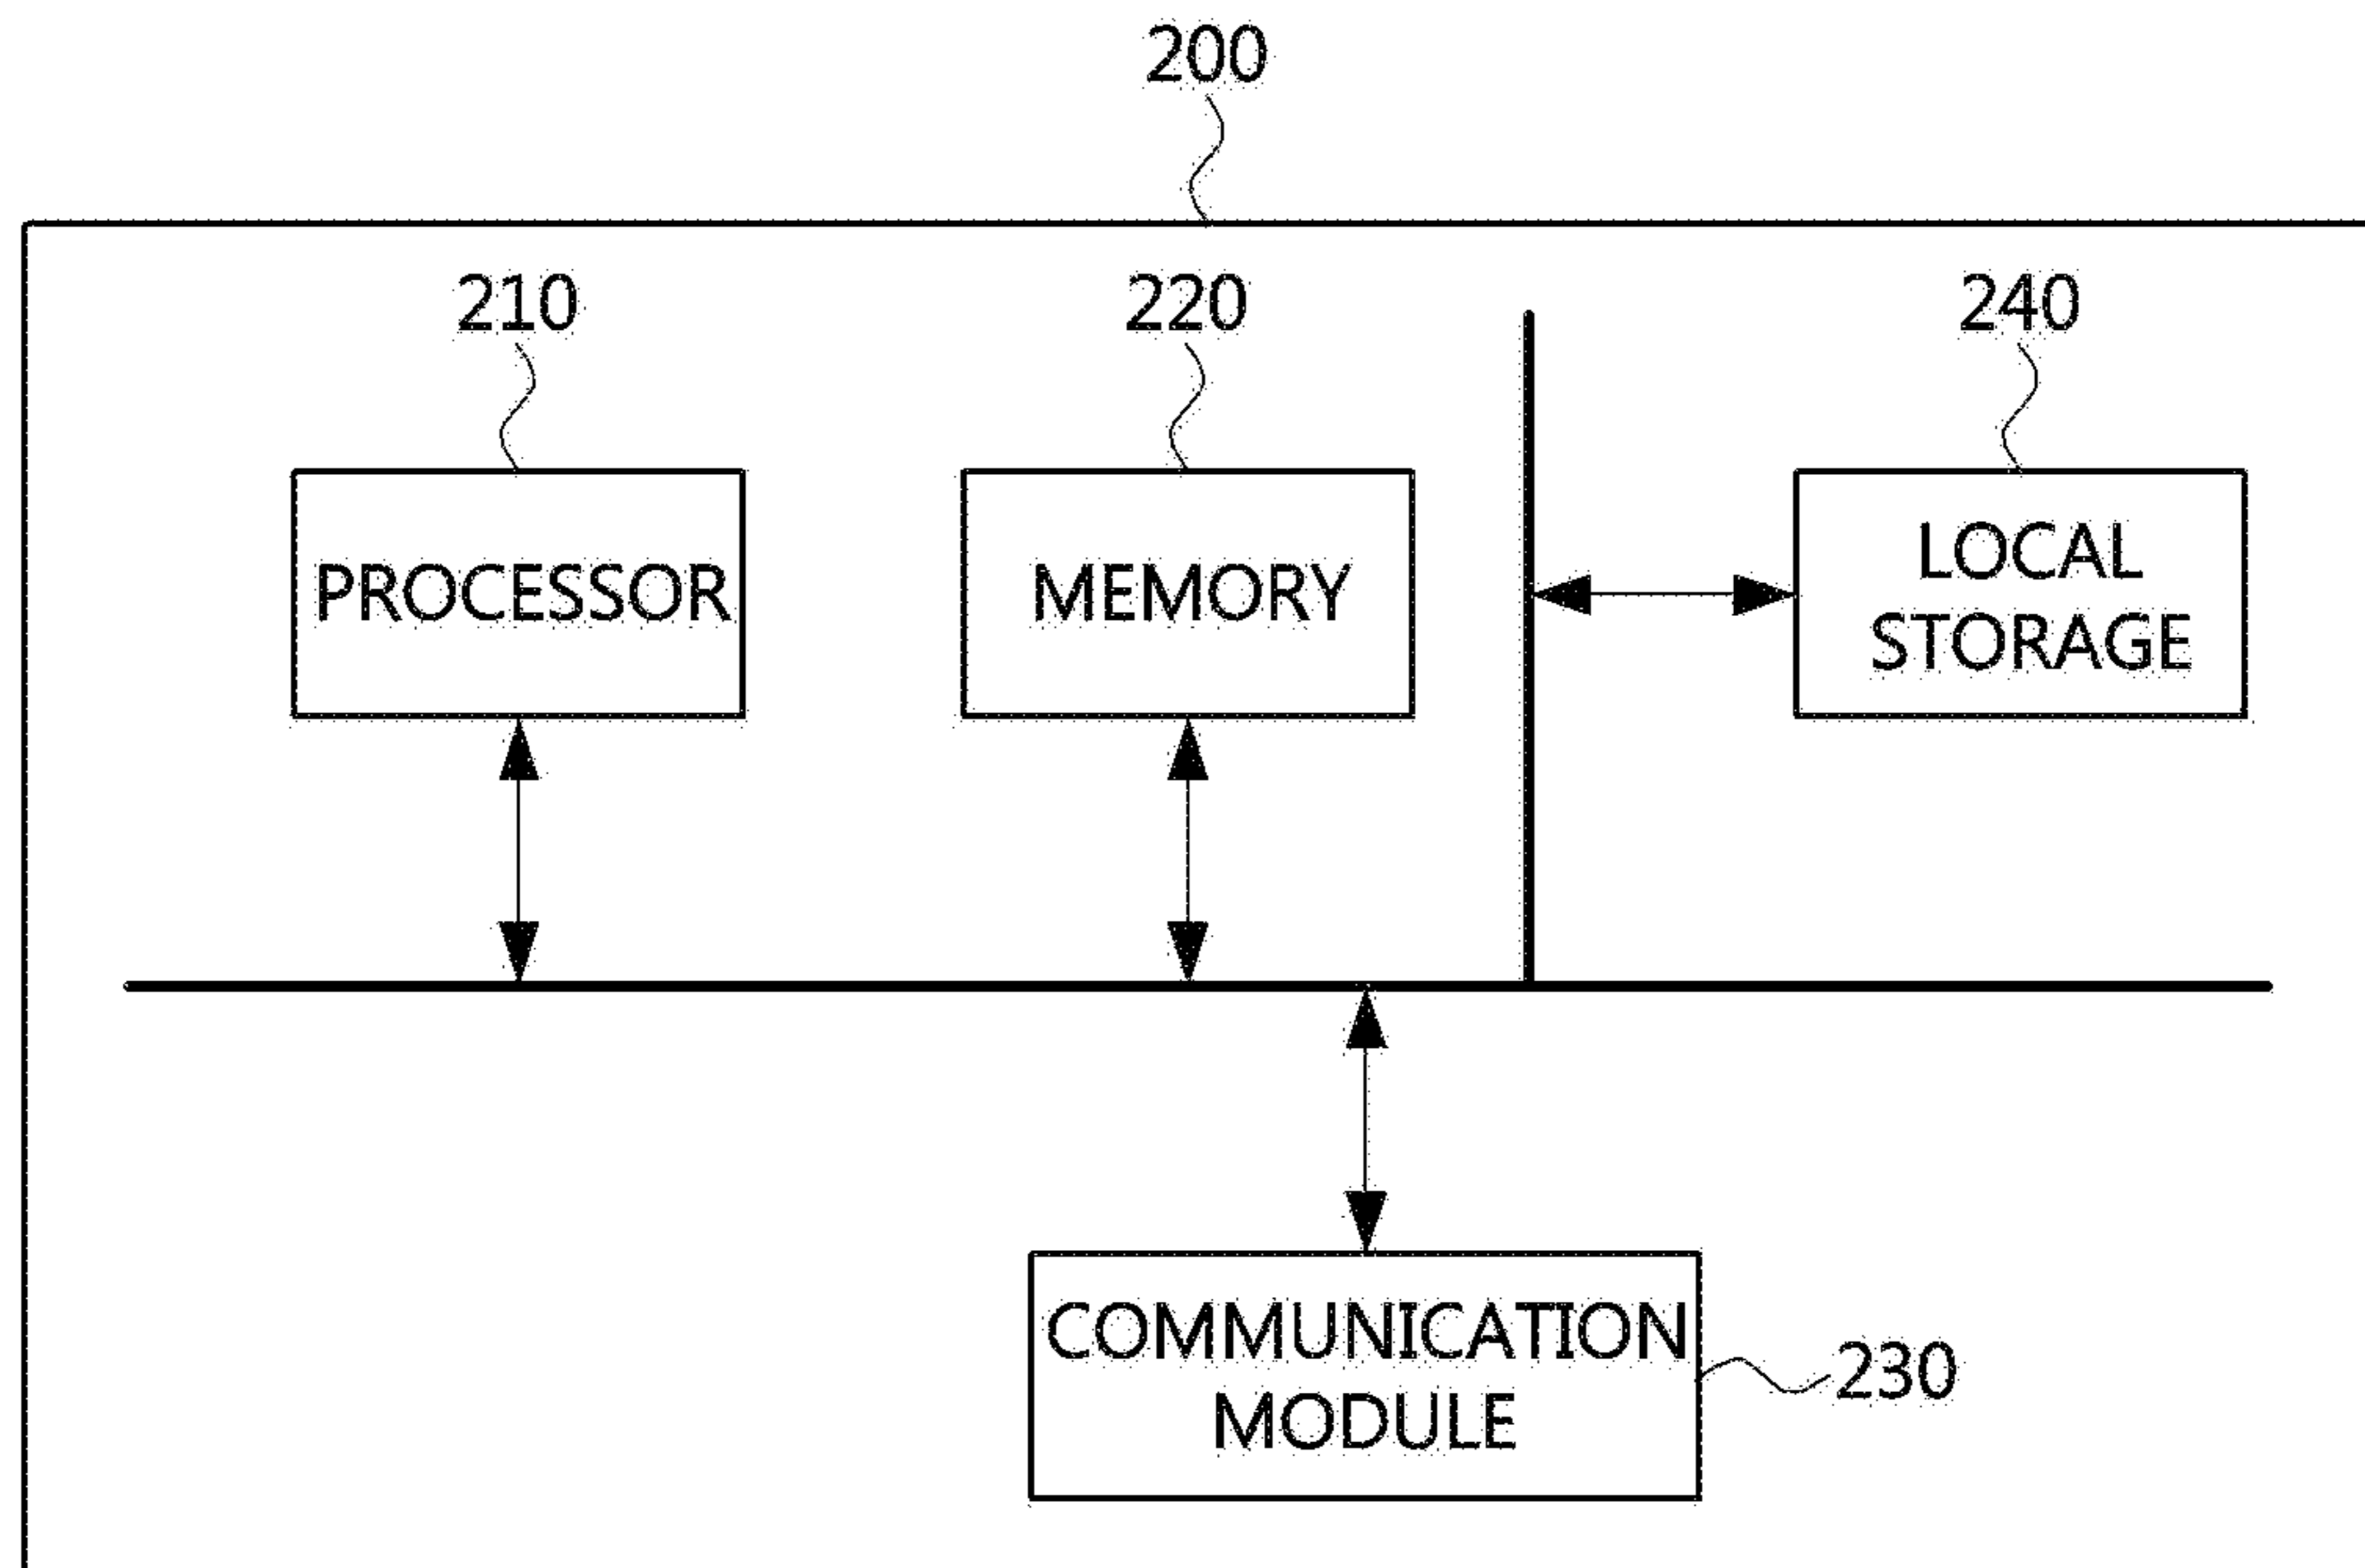 200
210
220
240
PROCESSOR
MEMORY
LOCAL
STORAGE
COMMUNICATION
MODULE
230